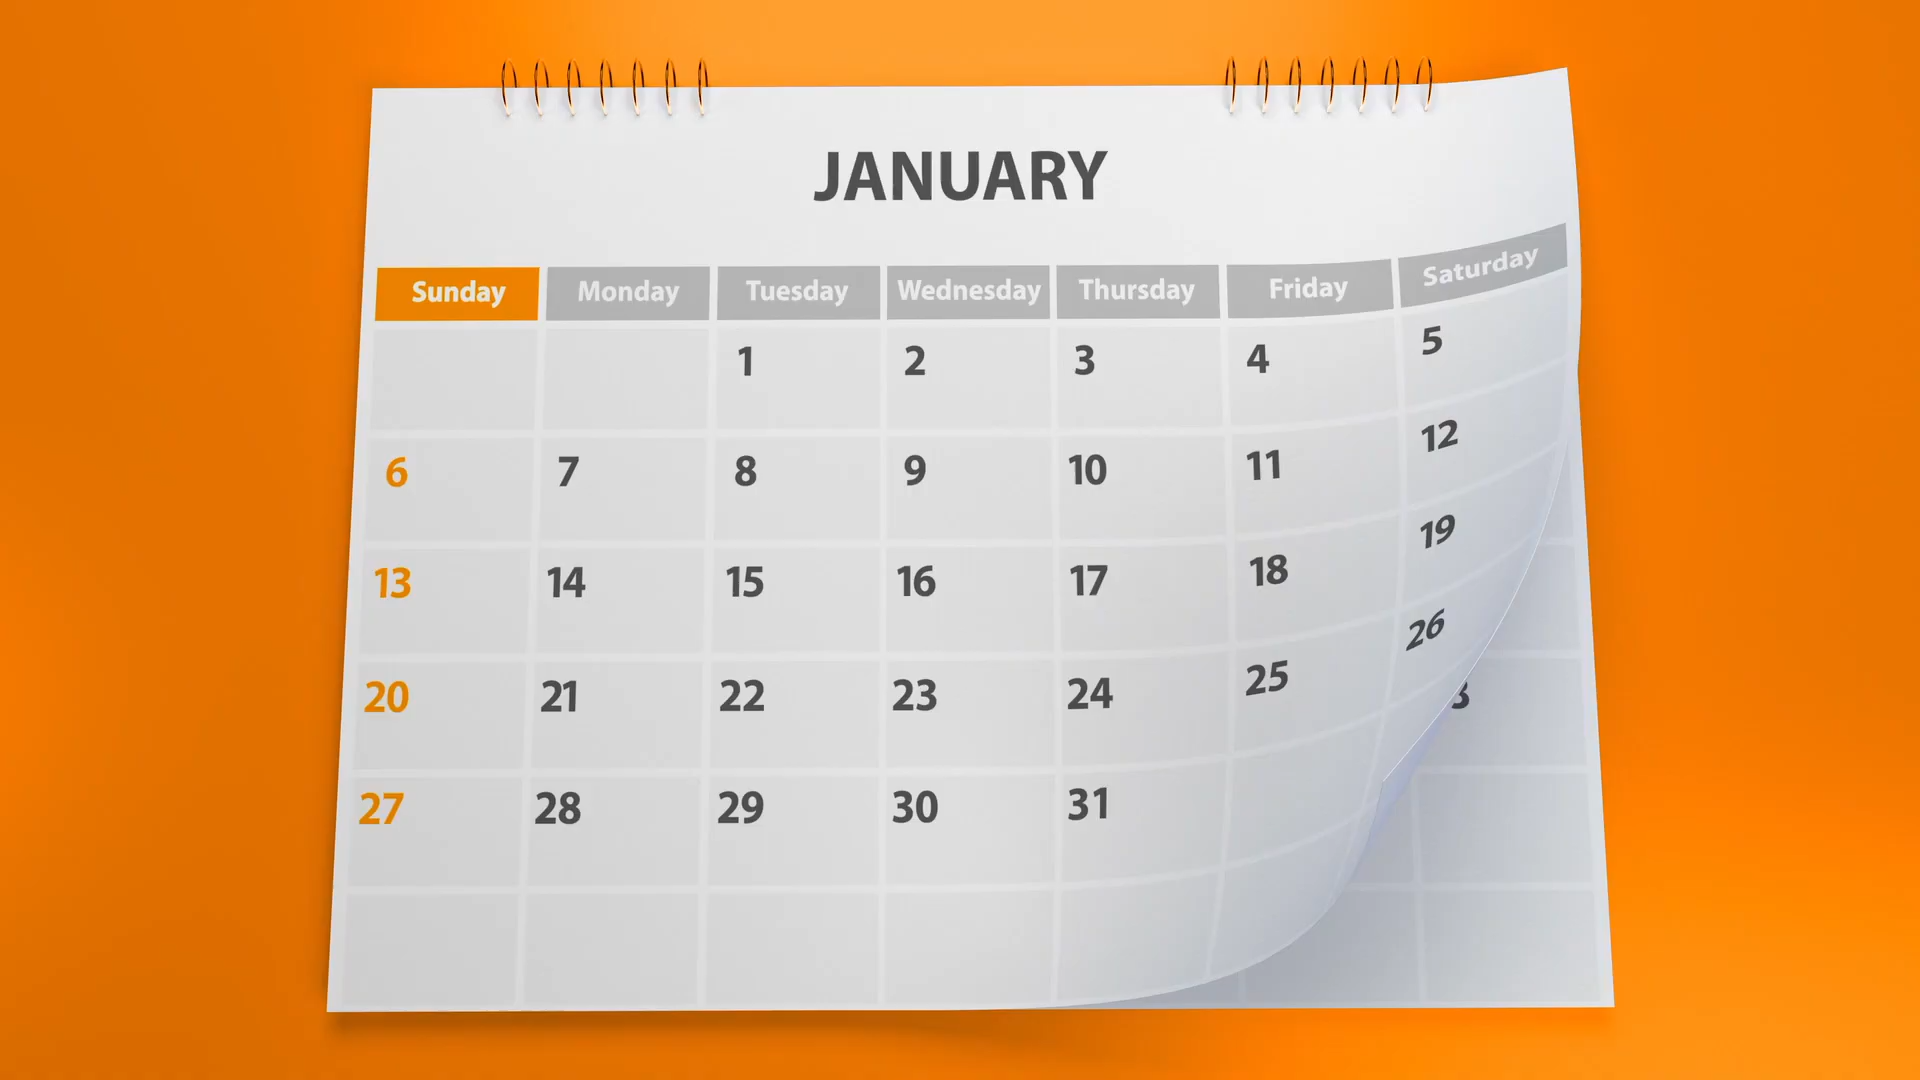 JANUARY
Sunday Monday Tuesday Wednesday Thursday Friday Saturday
1 2 3 4 5
6 7 8 9 10 11 12
13 14 15 16 17 18 19
20 21 22 23 24 25 26
27 28 29 30 31